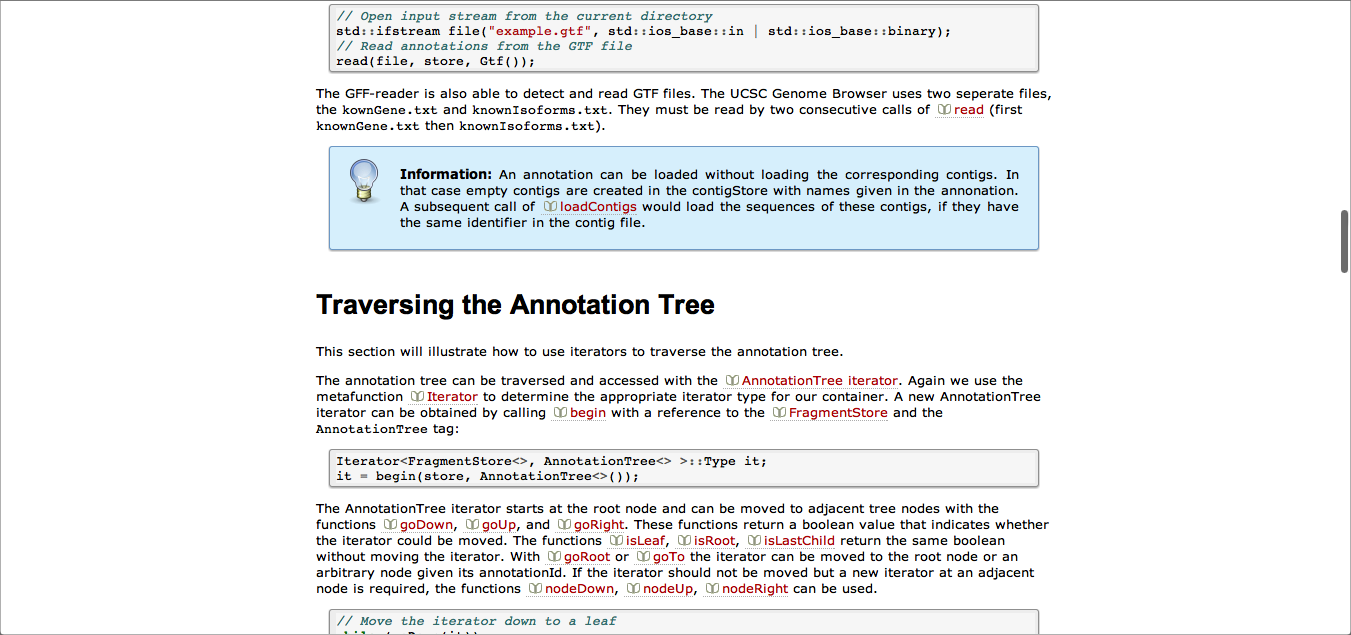 // Open input stream from the current directory
std::ifstream file("example.gtf", std::ios_base::in | std::ios_base::binary);
// Read annotations from the GTF file
read(file, store, Gtf());
The GFF-reader is also able to detect and read GTF files. The UCSC Genome Browser uses two seperate files,
the kownGene.txt and knownIsoforms.txt. They must be read by two consecutive calls of read (first
knownGene.txt then knownIsoforms.txt).
Information: An annotation can be loaded without loading the corresponding contigs. In
that case empty contigs are created in the contigStore with names given in the annonation.
A subsequent call of loadContigs would load the sequences of these contigs, if they have
the same identifier in the contig file.
Traversing the Annotation Tree
This section will illustrate how to use iterators to traverse the annotation tree.
The annotation tree can be traversed and accessed with the AnnotationTree iterator. Again we use the
metafunction Iterator to determine the appropriate iterator type for our container. A new AnnotationTree
iterator can be obtained by calling begin with a reference to the FragmentStore and the
AnnotationTree tag:
Iterator<FragmentStore<>, AnnotationTree<> >::Type it;
it = begin(store, AnnotationTree<>());
The AnnotationTree iterator starts at the root node and can be moved to adjacent tree nodes with the
functions goDown, goUp, and goRight. These functions return a boolean value that indicates whether
the iterator could be moved. The functions isLeaf, isRoot, isLastChild return the same boolean
without moving the iterator. With goRoot or goTo the iterator can be moved to the root node or an
arbitrary node given its annotationId. If the iterator should not be moved but a new iterator at an adjacent
node is required, the functions nodeDown, nodeUp, nodeRight can be used.
// Move the iterator down to a leaf